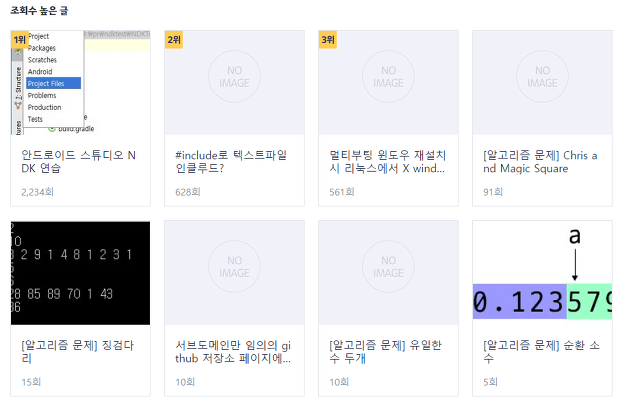 조회수 높은 글
1위
Project
Packages
Scratches
Android
Project Files
Problems
Production
Tests
Structure
build.gradle
안드로이드 스튜디오 N
DK 연습
2,234회
2위
NO
IMAGE
#include로 텍스트파일
인클루드?
628회
3위
NO
IMAGE
멀티부팅 윈도우 재설치
시 리눅스에서 X wind...
561회
NO
IMAGE
[알고리즘 문제] Chris a
nd Magic Square
91회
10
2 9 1 4 8 1 2 3 1
28 85 89 70 1 43
36
[알고리즘 문제] 징검다
리
15회
NO
IMAGE
서브도메인만 임의의 gi
thub 저장소 페이지에...
10회
NO
IMAGE
[알고리즘 문제] 유일한
수 두개
10회
a
0.123579
[알고리즘 문제] 순환 소
수
5회